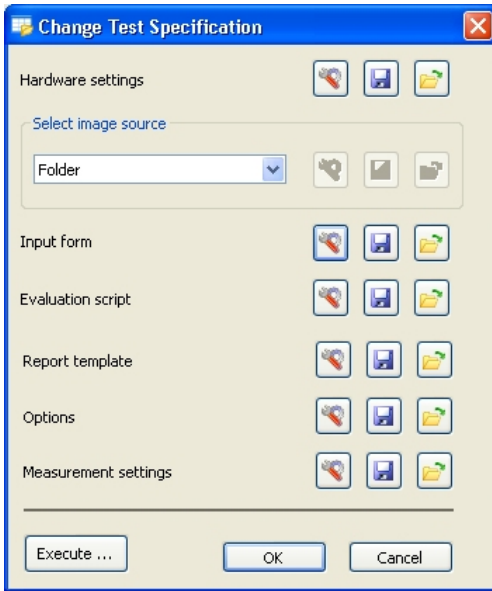 Change Test Specification
Hardware settings
Select image source
Folder
Input form
Evaluation script
Report template
Options
Measurement settings
Execute ...
OK
Cancel